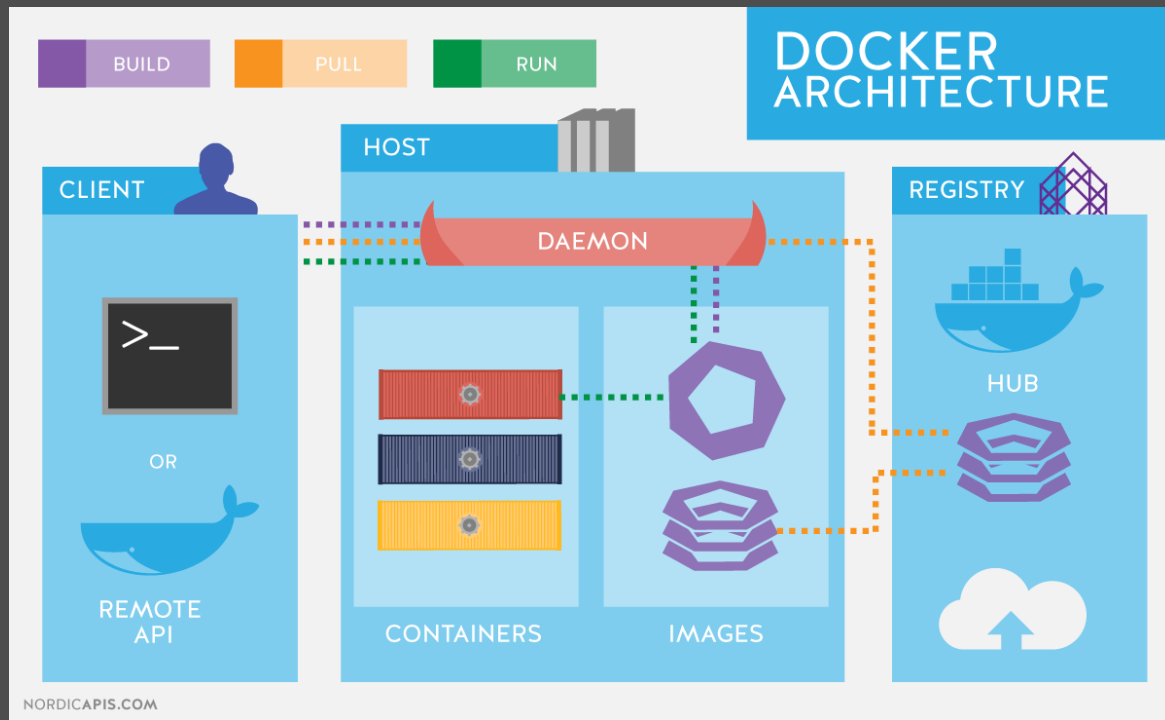 BUILD
PULL
RUN
DOCKER
ARCHITECTURE
HOST
CLIENT
REGISTRY
DAEMON
>_
HUB
OR
REMOTE
API
CONTAINERS
IMAGES
NORDICAPIS.COM